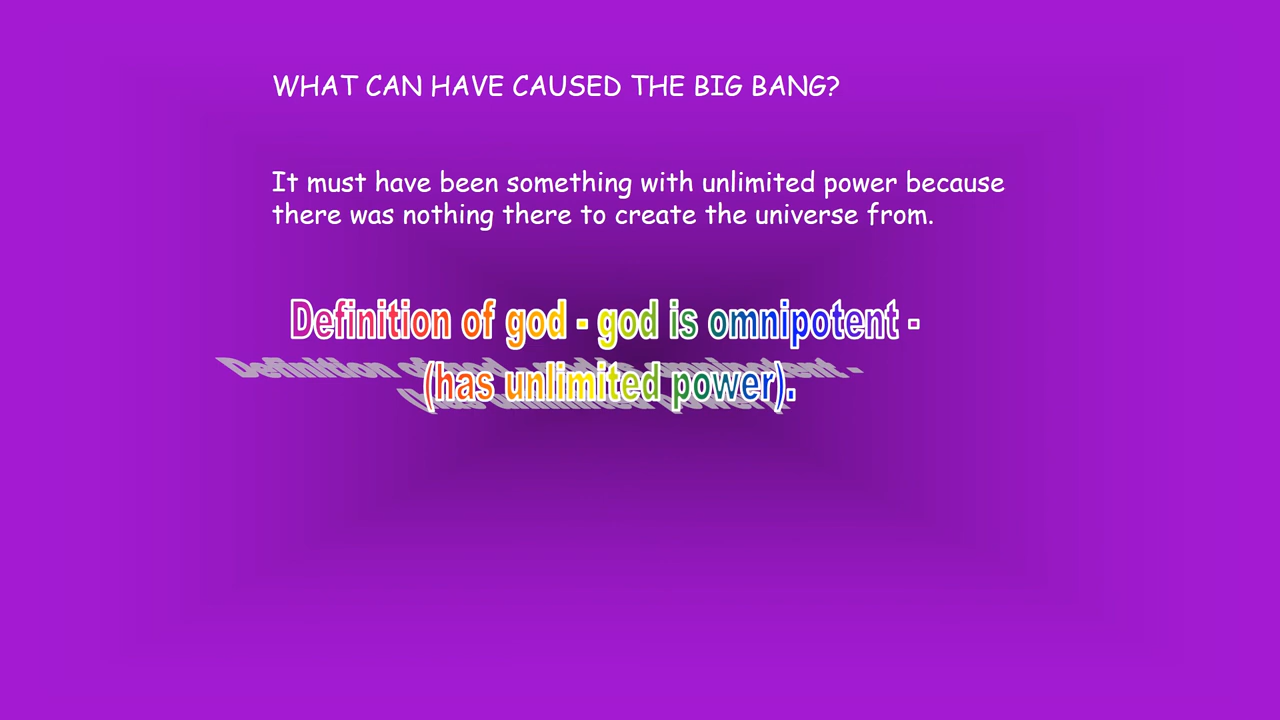 WHAT CAN HAVE CAUSED THE BIG BANG?
It must have been something with unlimited power because
there was nothing there to create the universe from.
Definition of god - god is omnipotent -
(has unlimited power).